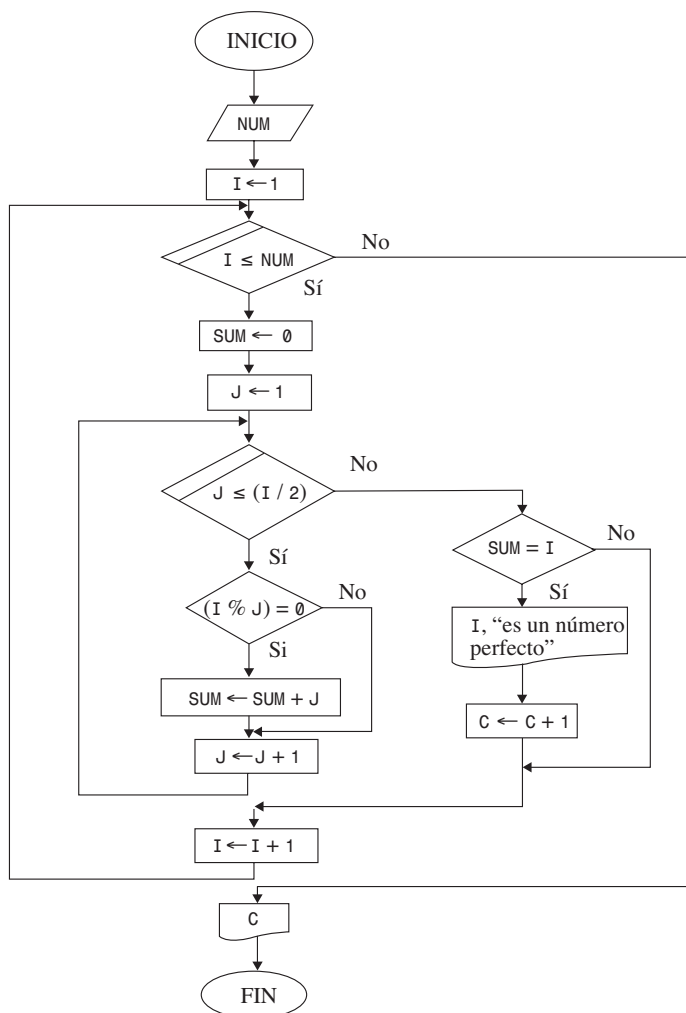 INICIO
NUM
I ← 1
I ≤ NUM
No
Sí
SUM ← 0
J ← 1
J ≤ (I / 2)
No
Sí
SUM = I
No
Sí
(I % J) = 0
No
Si
I, “es un número
perfecto”
SUM ← SUM + J
C ← C + 1
J ← J + 1
I ← I + 1
C
FIN